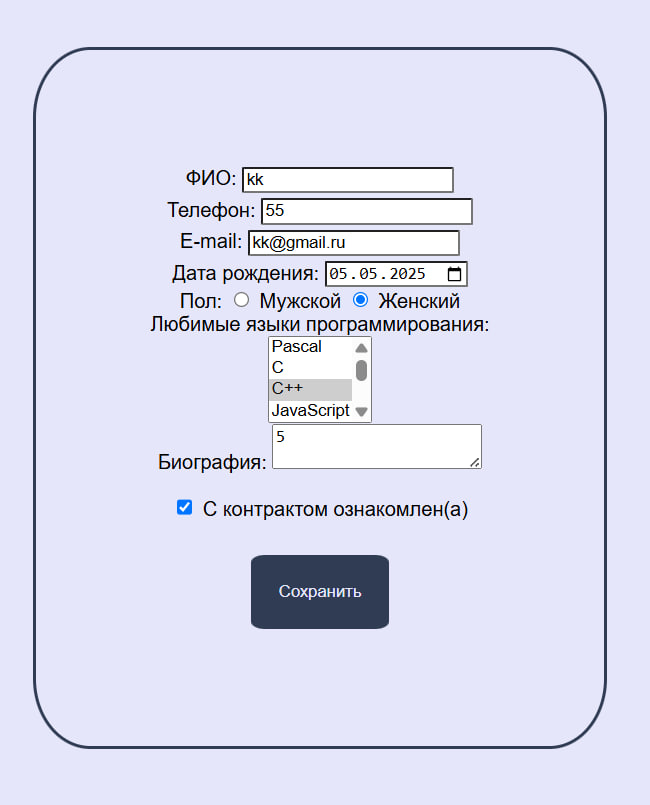 ФИО: kk
Телефон: 55
E-mail: kk@gmail.ru
Дата рождения: 05.05.2025
Пол: Мужской Женский
Любимые языки программирования:
Pascal
C
C++
JavaScript
5
Биография:
С контрактом ознакомлен(а)
Сохранить